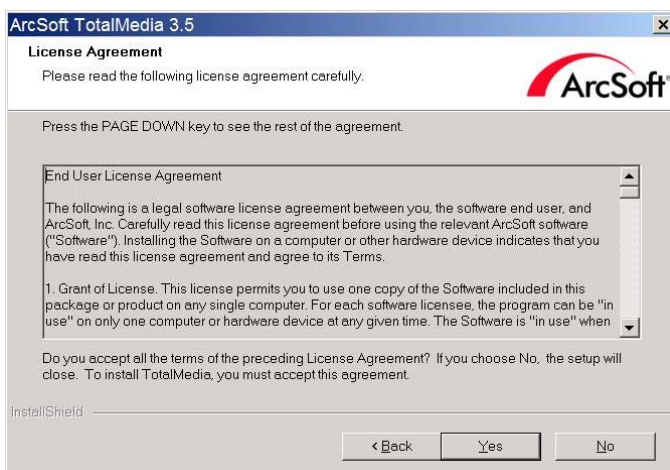 ArcSoft TotalMedia 3.5
License Agreement
Please read the following license agreement carefully.
ArcSoft®
Press the PAGE DOWN key to see the rest of the agreement.
End User License Agreement
The following is a legal software license agreement between you, the software end user, and
ArcSoft, Inc. Carefully read this license agreement before using the relevant ArcSoft software
("Software"). Installing the Software on a computer or other hardware device indicates that you
have read this license agreement and agree to its Terms.
1. Grant of License. This license permits you to use one copy of the Software included in this
package or product on any single computer. For each software licensee, the program can be "in
use" on only one computer or hardware device at any given time. The Software is "in use" when
Do you accept all the terms of the preceding License Agreement? If you choose No, the setup will
close. To install TotalMedia, you must accept this agreement.
InstallShield
< Back
Yes
No